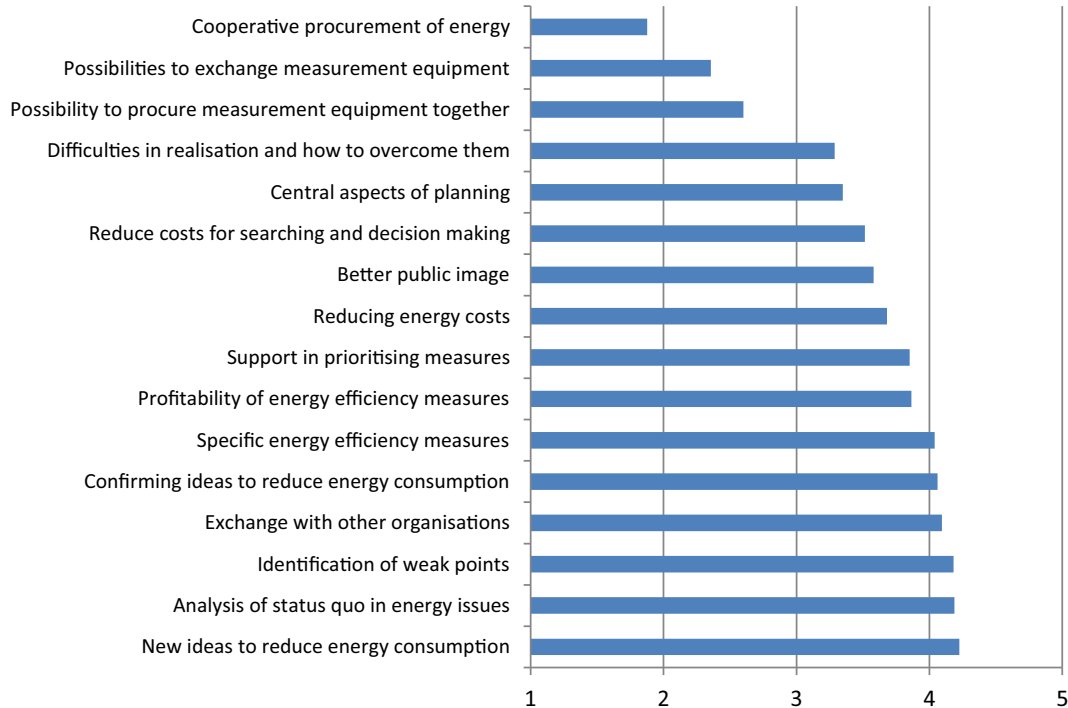 Cooperative procurement of energy
Possibilities to exchange measurement equipment
Possibility to procure measurement equipment together
Difficulties in realisation and how to overcome them
Central aspects of planning
Reduce costs for searching and decision making
Better public image
Reducing energy costs
Support in prioritising measures
Profitability of energy efficiency measures
Specific energy efficiency measures
Confirming ideas to reduce energy consumption
Exchange with other organisations
Identification of weak points
Analysis of status quo in energy issues
New ideas to reduce energy consumption
1 2 3 4 5